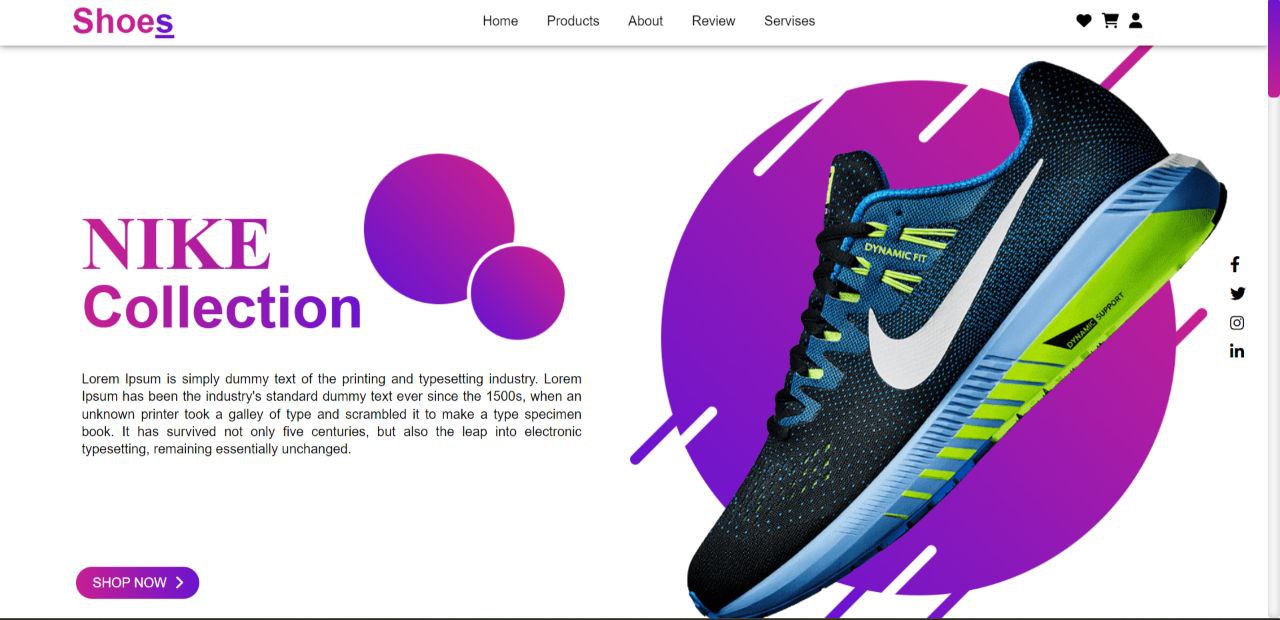 Shoes
Home Products About Review Servises
NIKE
Collection
Lorem Ipsum is simply dummy text of the printing and typesetting industry. Lorem
Ipsum has been the industry's standard dummy text ever since the 1500s, when an
unknown printer took a galley of type and scrambled it to make a type specimen
book. It has survived not only five centuries, but also the leap into electronic
typesetting, remaining essentially unchanged.
SHOP NOW
DYNAMIC FIT
DYNAMIC SUPPORT